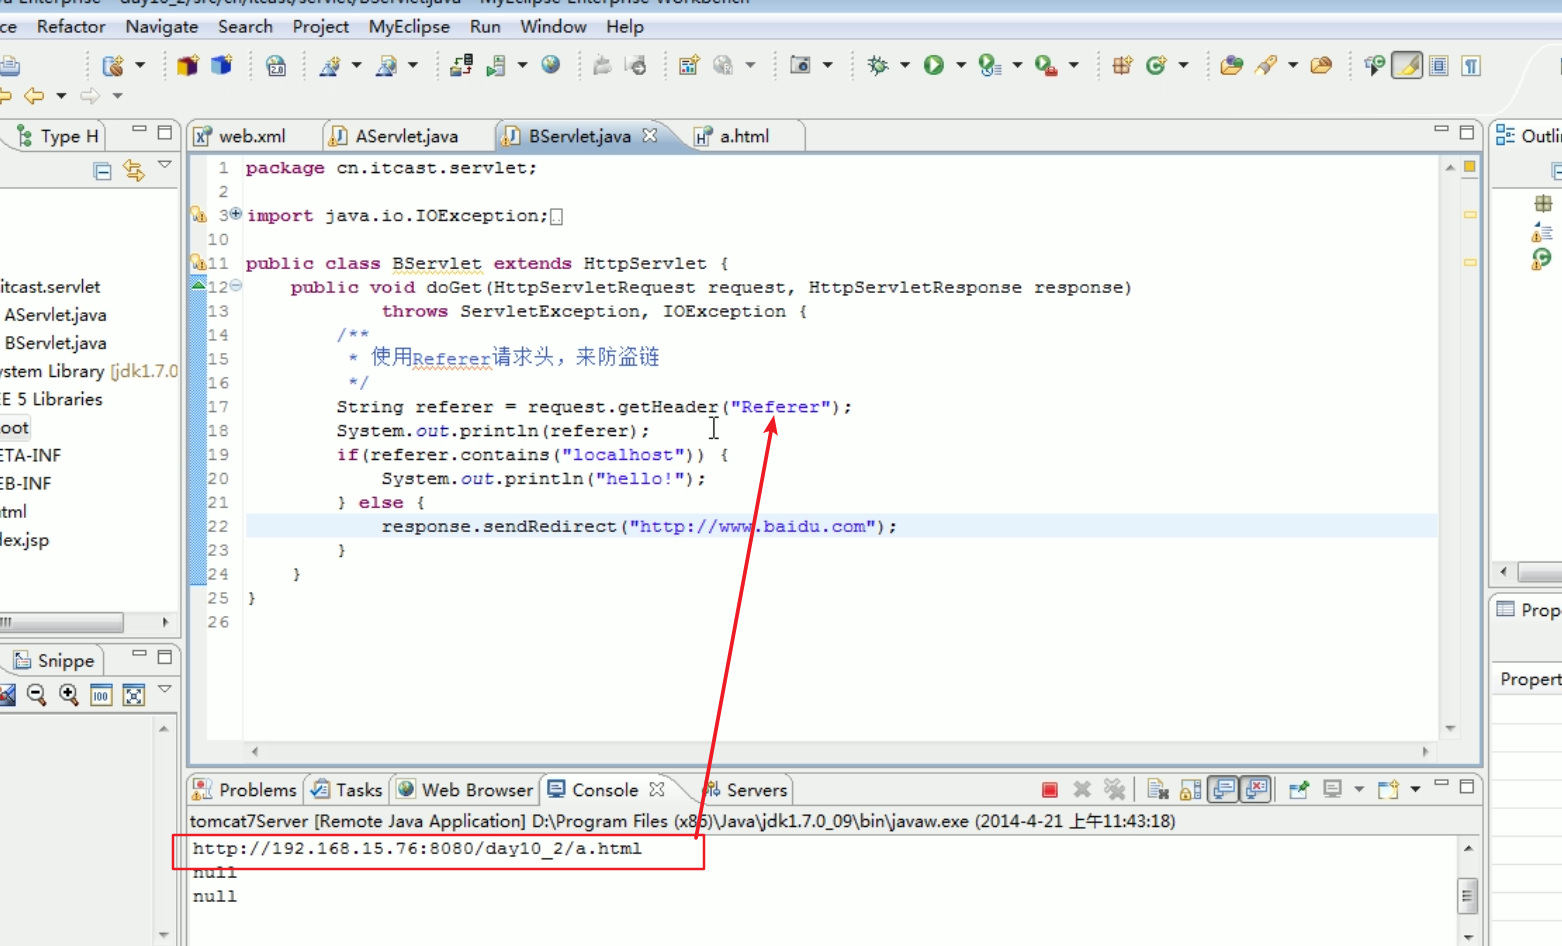 Refactor Navigate Search Project MyEclipse Run Window Help
Type H
web.xml AServlet.java BServlet.java a.html
1 package cn.itcast.servlet;
2
3 import java.io.IOException;
10
11 public class BServlet extends HttpServlet {
12 public void doGet(HttpServletRequest request, HttpServletResponse response)
13 throws ServletException, IOException {
14 /**
15 * 使用Referer请求头，来防盗链
16 */
17 String referer = request.getHeader("Referer");
18 System.out.println(referer);
19 if(referer.contains("localhost")) {
20 System.out.println("hello!");
21 } else {
22 response.sendRedirect("http://www.baidu.com");
23 }
24 }
25 }
26
itcast.servlet
AServlet.java
BServlet.java
ystem Library [jdk1.7.0
E 5 Libraries
oot
ETA-INF
EB-INF
tml
dex.jsp
Snippe
Outli
Prop
Propert
Problems Tasks Web Browser Console Servers
tomcat7Server [Remote Java Application] D:\Program Files (x86)\Java\jdk1.7.0_09\bin\javaw.exe (2014-4-21 上午11:43:18)
http://192.168.15.76:8080/day10_2/a.html
null
null